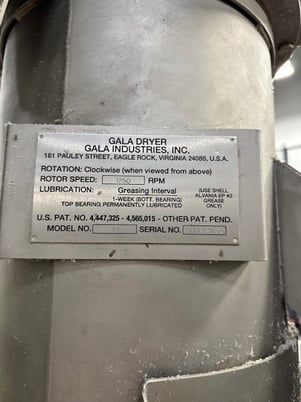 GALA DRYER
GALA INDUSTRIES, INC.
181 PAULEY STREET, EAGLE ROCK, VIRGINIA 24085, U.S.A.
ROTATION: Clockwise (when viewed from above)
ROTOR SPEED: RPM
LUBRICATION: Greasing Interval (USE SHELL
1-WEEK (BOTT. BEARING) ALVANIA EP #2
TOP BEARING PERMANENTLY LUBRICATED GREASE
ONLY)
U.S. PAT. NO. 4,447,325 - 4,565,015 - OTHER PAT. PEND.
MODEL NO. SERIAL NO.